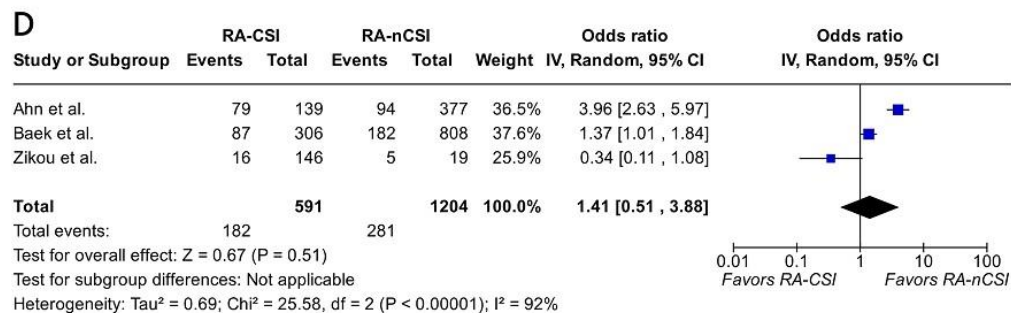 D
RA-CSI RA-nCSI Odds ratio Odds ratio
Study or Subgroup Events Total Events Total Weight IV, Random, 95% CI IV, Random, 95% CI
Ahn et al. 79 139 94 377 36.5% 3.96 [2.63 , 5.97]
Baek et al. 87 306 182 808 37.6% 1.37 [1.01 , 1.84]
Zikou et al. 16 146 5 19 25.9% 0.34 [0.11 , 1.08]
Total 591 1204 100.0% 1.41 [0.51 , 3.88]
Total events: 182 281
Test for overall effect: Z = 0.67 (P = 0.51)
Test for subgroup differences: Not applicable
Heterogeneity: Tau² = 0.69; Chi² = 25.58, df = 2 (P < 0.00001); I² = 92%
0.01 0.1 1 10 100
Favors RA-CSI Favors RA-nCSI